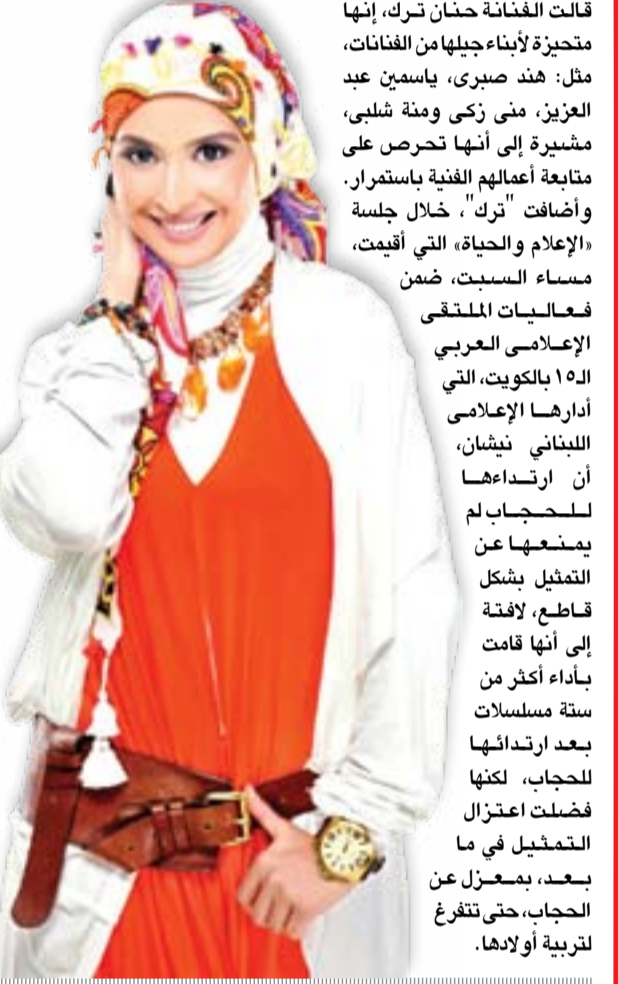 قالت الفنانة حنان ترك، إنها
متحيزة لأبناء جيلها من الفنانات،
مثل: هند صبرى، ياسمين عبد
العزيز، منى زكى ومنة شلبى،
مشيرة إلى أنها تحرص على
متابعة أعمالهم الفنية باستمرار.
وأضافت "ترك"، خلال جلسة
«الإعلام والحياة» التي أقيمت،
مساء السبت، ضمن
فعاليات الملتقى
الإعلامى العربي
الـ١٥ بالكويت، التي
أدارها الإعلامى
اللبناني نيشان،
أن ارتداءها
للحجاب لم
يمنعها عن
التمثيل بشكل
قاطع، لافتة
إلى أنها قامت
بأداء أكثر من
ستة مسلسلات
بعد ارتدائها
للحجاب، لكنها
فضلت اعتزال
التمثيل في ما
بعد، بمعزل عن
الحجاب، حتى تتفرغ
لتربية أولادها.